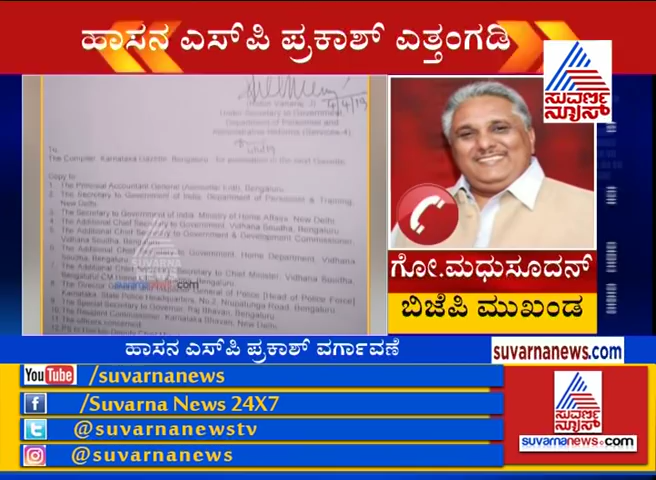 ಹಾಸನ ಎಸ್‌ಪಿ ಪ್ರಕಾಶ್ ಎತ್ತಂಗಡಿ
ಸುವರ್ಣ
ನ್ಯೂಸ್
4/4/19
Under Secretary to Government,
Department of Personnel and
Administrative Reforms (Services-4)
To,
The Compiler, Karnataka Gazette, Bengaluru for publication in the next Gazette.
Copy to:
1. The Principal Accountant General (Accounts/ E&R), Bengaluru.
2. The Secretary to Government of India, Department of Personnel & Training, New Delhi.
3. The Secretary to Government of India, Ministry of Home Affairs, New Delhi.
4. The Additional Chief Secretary to Government, Vidhana Soudha, Bengaluru.
5. The Additional Chief Secretary to Government & Development Commissioner, Vidhana Soudha, Bengaluru.
6. The Additional Chief Secretary to Government, Home Department, Vidhana Soudha, Bengaluru.
7. The Additional Chief Secretary to Chief Minister, Vidhana Soudha, Bengaluru
8. The Director General General of Police [Head of Police Force] Karnataka, State Police Headquarters, No.2, Nrupatunga Road, Bengaluru.
9. The Special Secretary to Governor, Raj Bhavan, Bengaluru.
10. The Resident Commissioner, Karnataka Bhavan, New Delhi.
11. The officers concerned.
SUVARNA
NEWS
suvarnanews.com
ಗೋ.ಮಧುಸೂದನ್
ಬಿಜೆಪಿ ಮುಖಂಡ
ಹಾಸನ ಎಸ್‌ಪಿ ಪ್ರಕಾಶ್ ವರ್ಗಾವಣೆ
suvarnanews.com
YouTube /suvarnanews
/Suvarna News 24X7
@suvarnanewstv
@suvarnanews
ಸುವರ್ಣ
ನ್ಯೂಸ್
suvarnanews.com